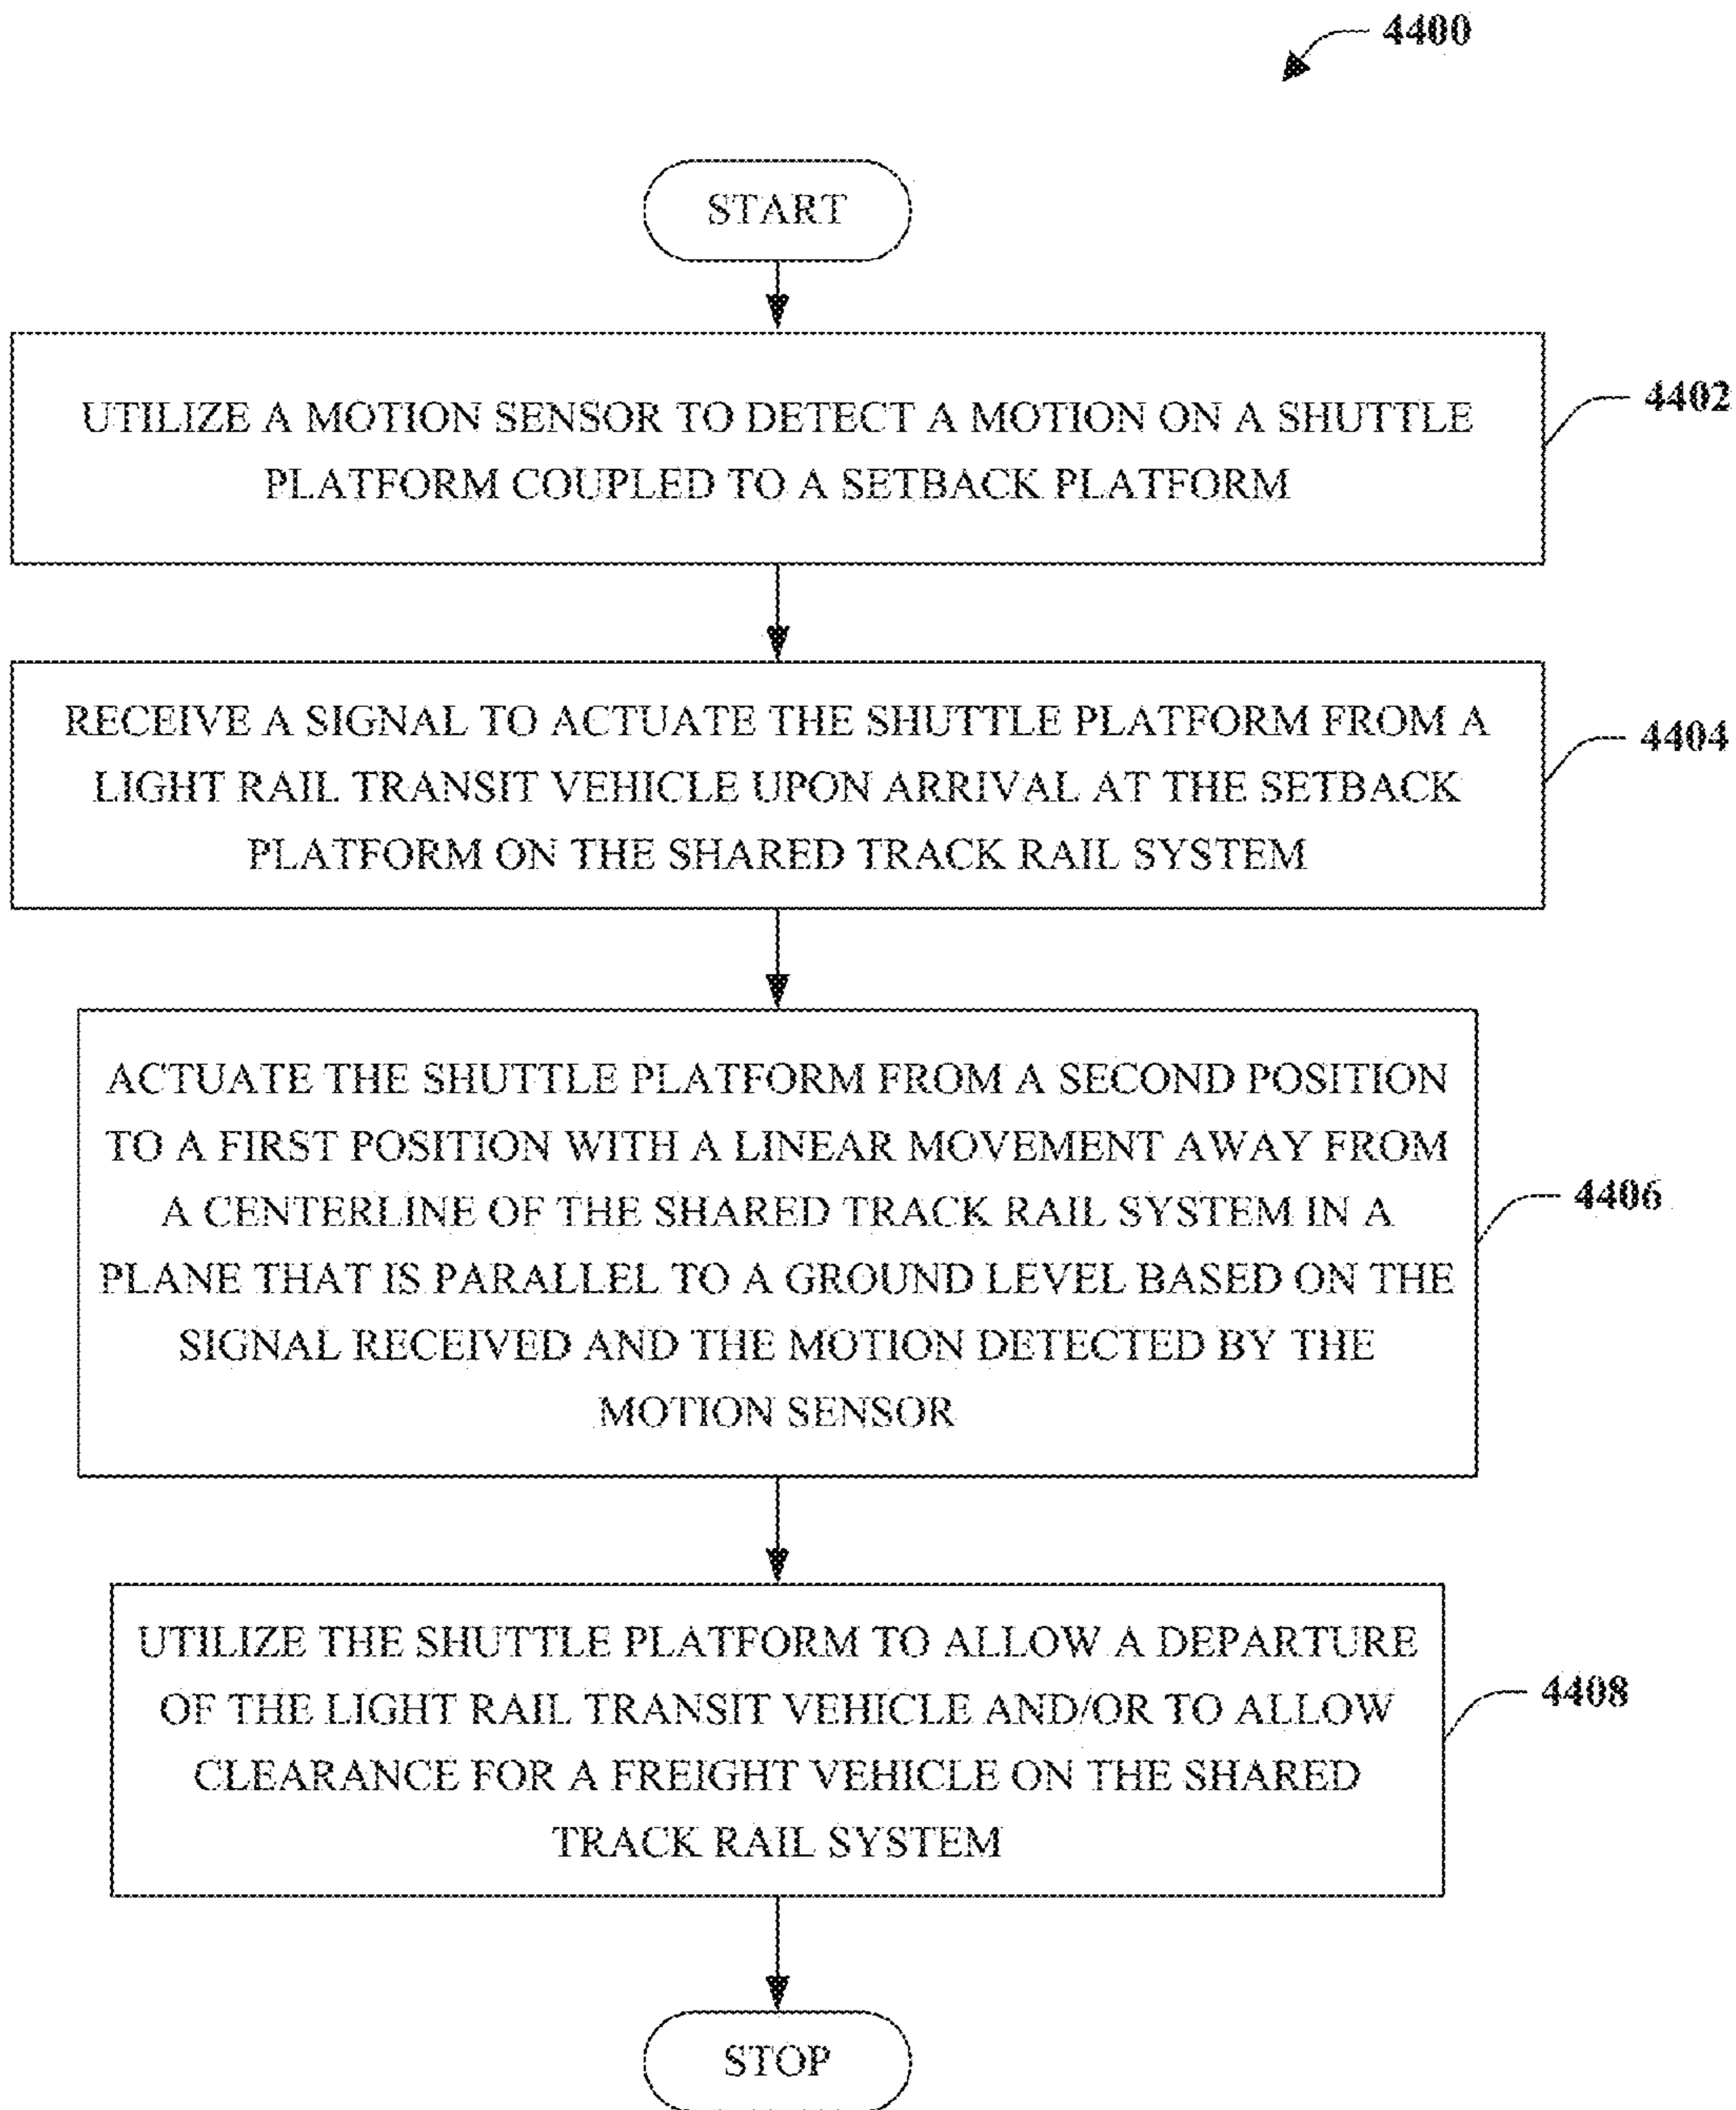 4400
START
UTILIZE A MOTION SENSOR TO DETECT A MOTION ON A SHUTTLE
PLATFORM COUPLED TO A SETBACK PLATFORM
4402
RECEIVE A SIGNAL TO ACTUATE THE SHUTTLE PLATFORM FROM A
LIGHT RAIL TRANSIT VEHICLE UPON ARRIVAL AT THE SETBACK
PLATFORM ON THE SHARED TRACK RAIL SYSTEM
4404
ACTUATE THE SHUTTLE PLATFORM FROM A SECOND POSITION
TO A FIRST POSITION WITH A LINEAR MOVEMENT AWAY FROM
A CENTERLINE OF THE SHARED TRACK RAIL SYSTEM IN A
PLANE THAT IS PARALLEL TO A GROUND LEVEL BASED ON THE
SIGNAL RECEIVED AND THE MOTION DETECTED BY THE
MOTION SENSOR
4406
UTILIZE THE SHUTTLE PLATFORM TO ALLOW A DEPARTURE
OF THE LIGHT RAIL TRANSIT VEHICLE AND/OR TO ALLOW
CLEARANCE FOR A FREIGHT VEHICLE ON THE SHARED
TRACK RAIL SYSTEM
4408
STOP